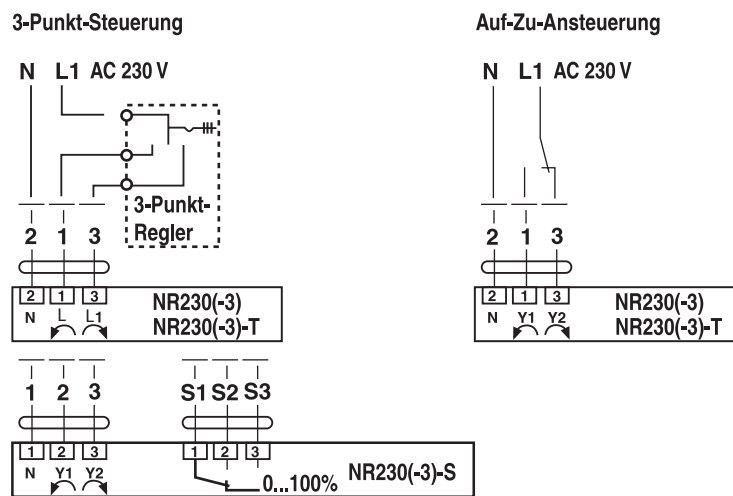 3-Punkt-Steuerung
Auf-Zu-Ansteuerung
N L1 AC 230 V
N L1 AC 230 V
3-Punkt-
Regler
2 1 3
2 1 3
2 1 3
NR230(-3)
N L L1
NR230(-3)-T
2 1 3
NR230(-3)
N Y1 Y2
NR230(-3)-T
1 2 3
S1 S2 S3
1 2 3
1 2 3
N Y1 Y2
0...100%
NR230(-3)-S